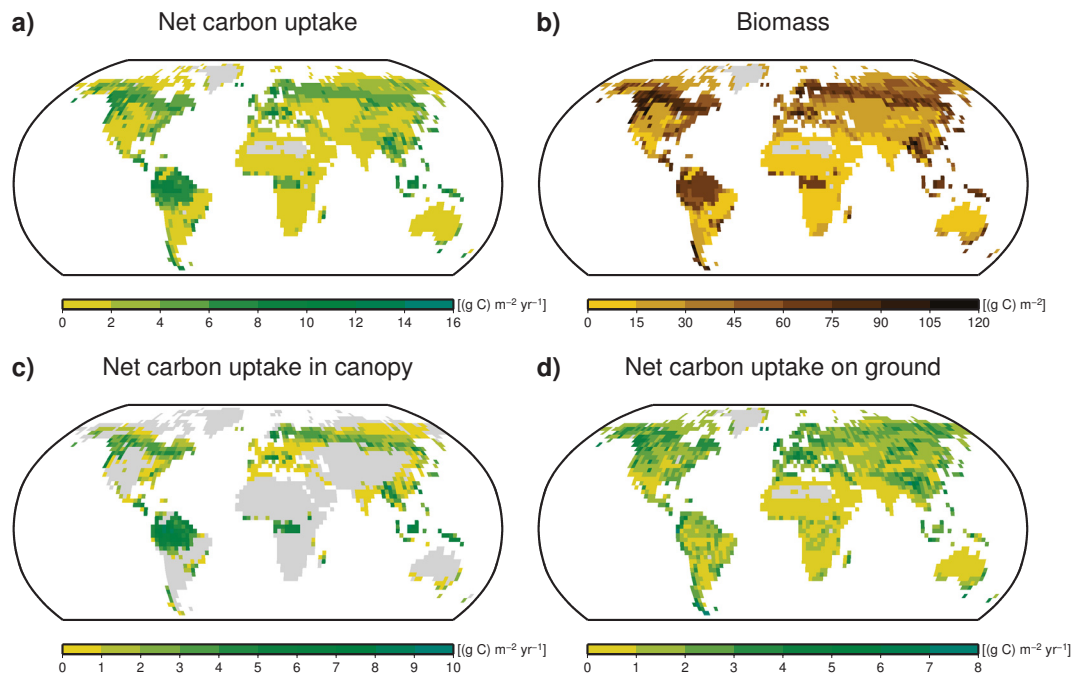 a) Net carbon uptake
b) Biomass
0 2 4 6 8 10 12 14 16 [(g C) m⁻² yr⁻¹]
0 15 30 45 60 75 90 105 120 [(g C) m⁻²]
c) Net carbon uptake in canopy
d) Net carbon uptake on ground
0 1 2 3 4 5 6 7 8 9 10 [(g C) m⁻² yr⁻¹]
0 1 2 3 4 5 6 7 8 [(g C) m⁻² yr⁻¹]